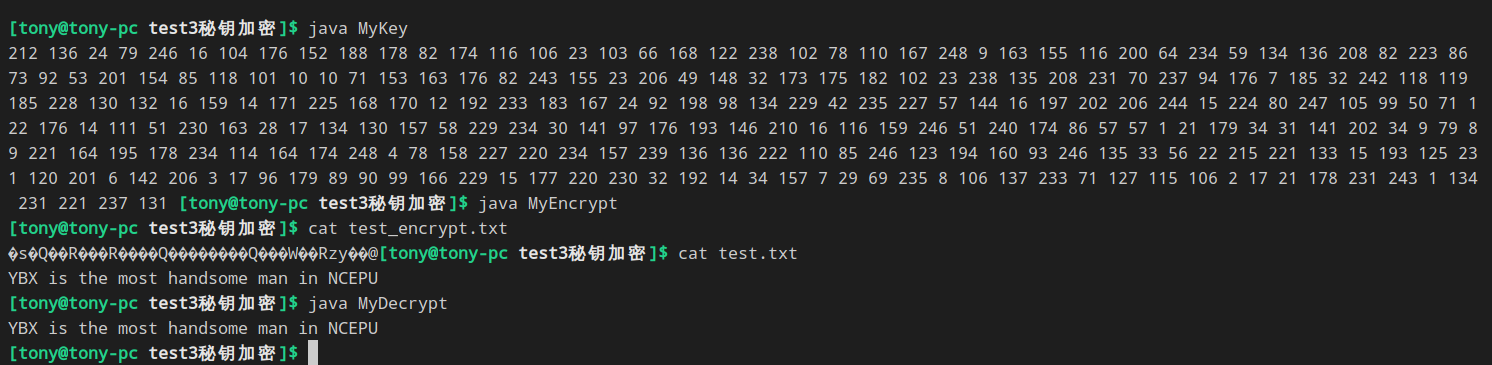 [tony@tony-pc test3秘钥加密]$ java MyKey
212 136 24 79 246 16 104 176 152 188 178 82 174 116 106 23 103 66 168 122 238 102 78 110 167 248 9 163 155 116 200 64 234 59 134 136 208 82 223 86
73 92 53 201 154 85 118 101 10 10 71 153 163 176 82 243 155 23 206 49 148 32 173 175 182 102 23 238 135 208 231 70 237 94 176 7 185 32 242 118 119
185 228 130 132 16 159 14 171 225 168 170 12 192 233 183 167 24 92 198 98 134 229 42 235 227 57 144 16 197 202 206 244 15 224 80 247 105 99 50 71 1
22 176 14 111 51 230 163 28 17 134 130 157 58 229 234 30 141 97 176 193 146 210 16 116 159 246 51 240 174 86 57 57 1 21 179 34 31 141 202 34 9 79 8
9 221 164 195 178 234 114 164 174 248 4 78 158 227 220 234 157 239 136 136 222 110 85 246 123 194 160 93 246 135 33 56 22 215 221 133 15 193 125 23
1 120 201 6 142 206 3 17 96 179 89 90 99 166 229 15 177 220 230 32 192 14 34 157 7 29 69 235 8 106 137 233 71 127 115 106 2 17 21 178 231 243 1 134
231 221 237 131 [tony@tony-pc test3秘钥加密]$ java MyEncrypt
[tony@tony-pc test3秘钥加密]$ cat test_encrypt.txt
�s�Q��R���R����Q��������Q���W��Rzy��@[tony@tony-pc test3秘钥加密]$ cat test.txt
YBX is the most handsome man in NCEPU
[tony@tony-pc test3秘钥加密]$ java MyDecrypt
YBX is the most handsome man in NCEPU
[tony@tony-pc test3秘钥加密]$